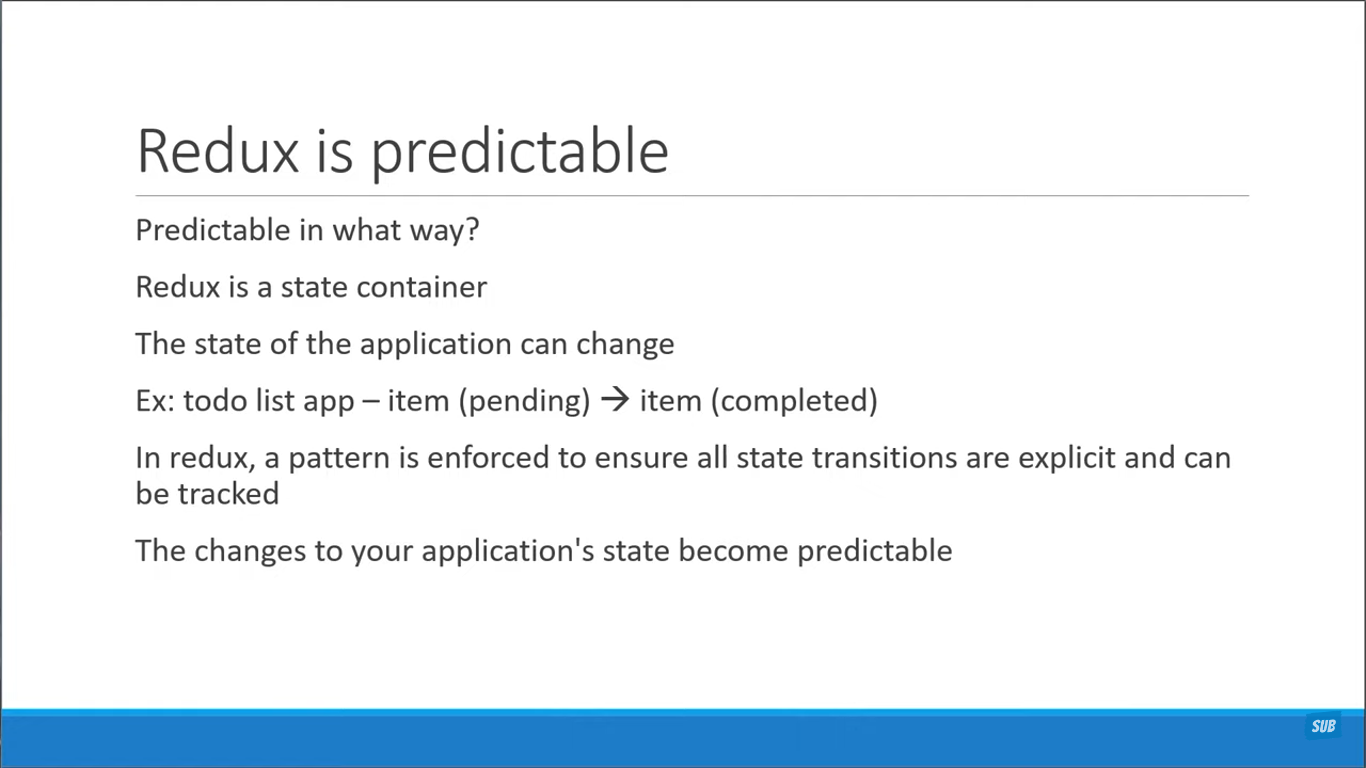 Redux is predictable
Predictable in what way?
Redux is a state container
The state of the application can change
Ex: todo list app – item (pending) → item (completed)
In redux, a pattern is enforced to ensure all state transitions are explicit and can
be tracked
The changes to your application's state become predictable
SUB